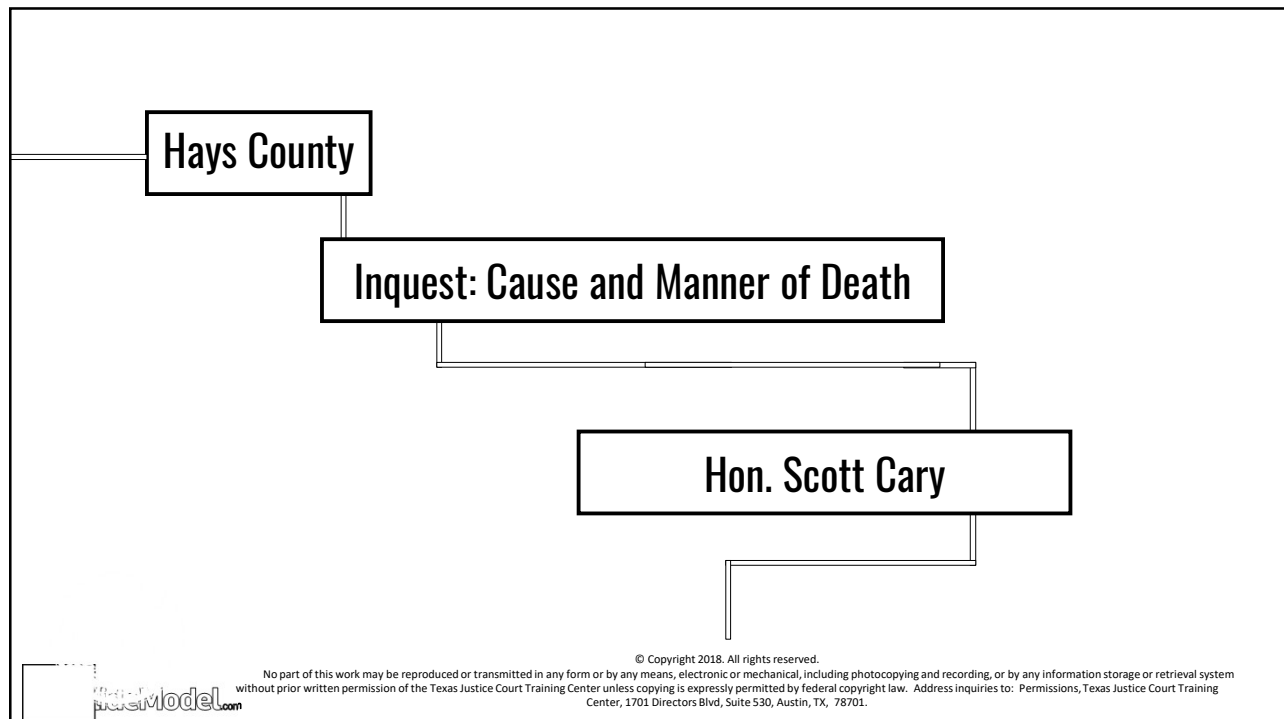 Hays County
Inquest: Cause and Manner of Death
Hon. Scott Cary
© Copyright 2018. All rights reserved.
No part of this work may be reproduced or transmitted in any form or by any means, electronic or mechanical, including photocopying and recording, or by any information storage or retrieval system
without prior written permission of the Texas Justice Court Training Center unless copying is expressly permitted by federal copyright law. Address inquiries to: Permissions, Texas Justice Court Training
Center, 1701 Directors Blvd, Suite 530, Austin, TX, 78701.